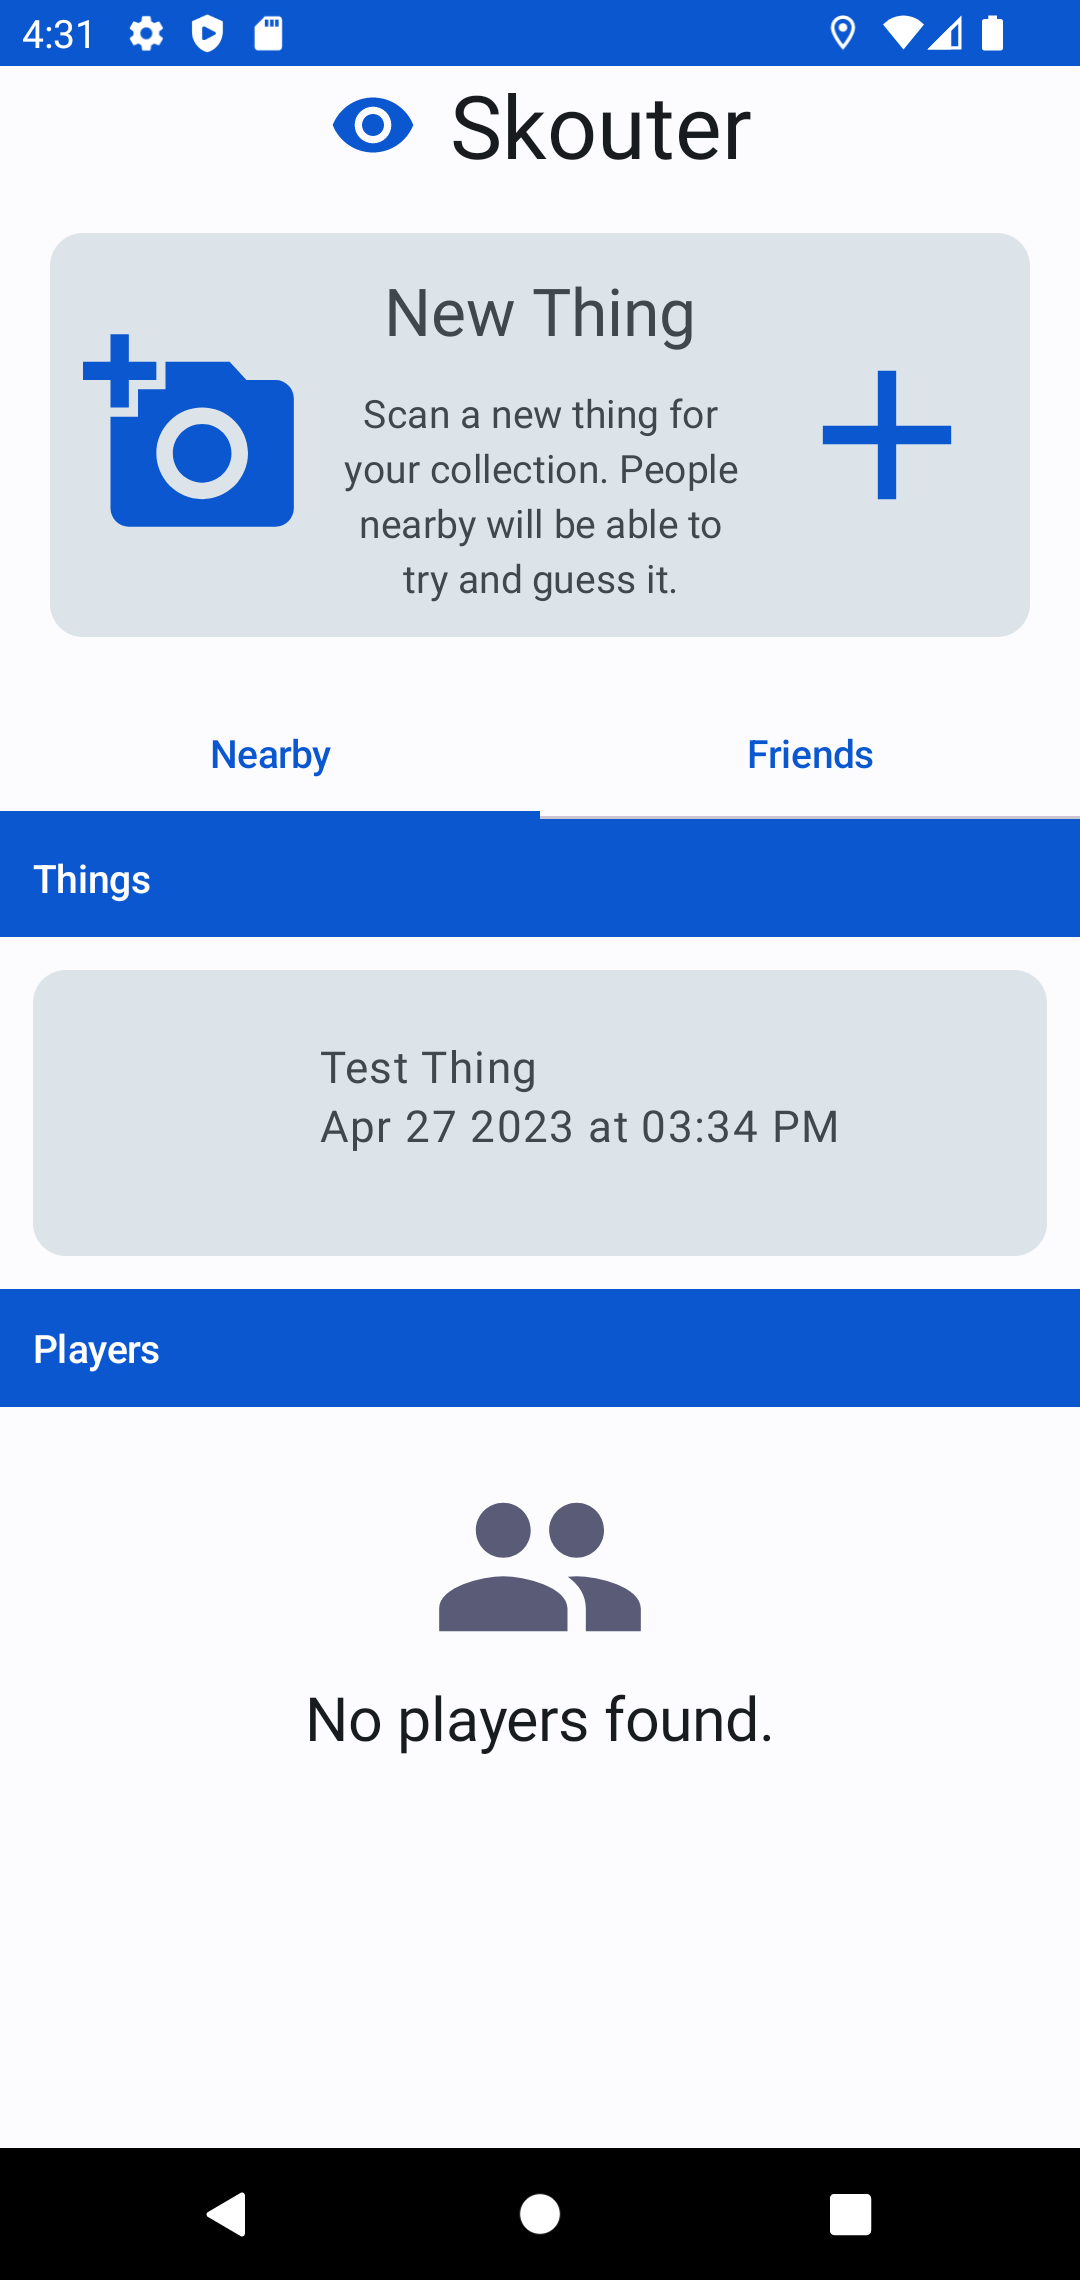 4:31
Skouter
New Thing
Scan a new thing for
your collection. People
nearby will be able to
try and guess it.
Nearby
Friends
Things
Test Thing
Apr 27 2023 at 03:34 PM
Players
No players found.